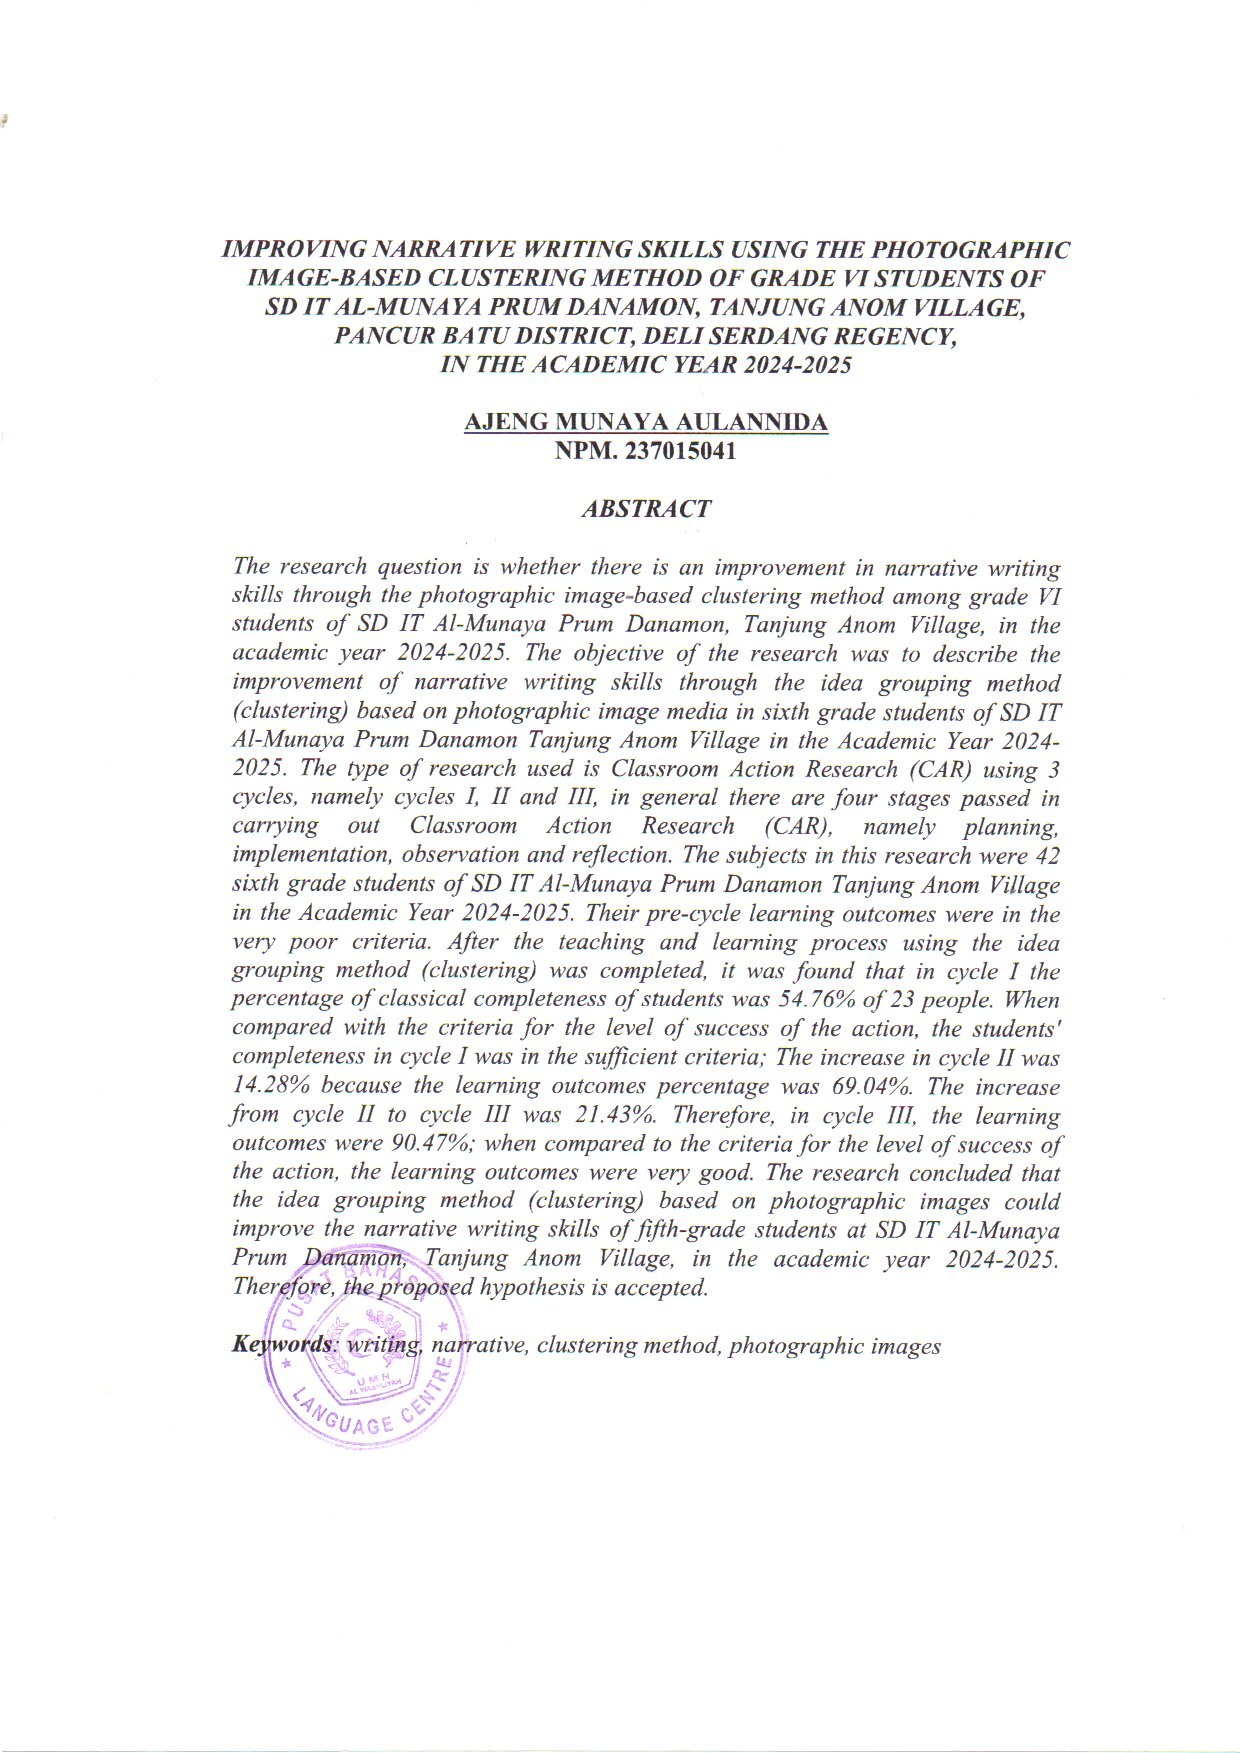 IMPROVING NARRATIVE WRITING SKILLS USING THE PHOTOGRAPHIC
IMAGE-BASED CLUSTERING METHOD OF GRADE VI STUDENTS OF
SD IT AL-MUNAYA PRUM DANAMON, TANJUNG ANOM VILLAGE,
PANCUR BATU DISTRICT, DELI SERDANG REGENCY,
IN THE ACADEMIC YEAR 2024-2025
AJENG MUNAYA AULANNIDA
NPM. 237015041
ABSTRACT
The research question is whether there is an improvement in narrative writing
skills through the photographic image-based clustering method among grade VI
students of SD IT Al-Munaya Prum Danamon, Tanjung Anom Village, in the
academic year 2024-2025. The objective of the research was to describe the
improvement of narrative writing skills through the idea grouping method
(clustering) based on photographic image media in sixth grade students of SD IT
Al-Munaya Prum Danamon Tanjung Anom Village in the Academic Year 2024-
2025. The type of research used is Classroom Action Research (CAR) using 3
cycles, namely cycles I, II and III, in general there are four stages passed in
carrying out Classroom Action Research (CAR), namely planning,
implementation, observation and reflection. The subjects in this research were 42
sixth grade students of SD IT Al-Munaya Prum Danamon Tanjung Anom Village
in the Academic Year 2024-2025. Their pre-cycle learning outcomes were in the
very poor criteria. After the teaching and learning process using the idea
grouping method (clustering) was completed, it was found that in cycle I the
percentage of classical completeness of students was 54.76% of 23 people. When
compared with the criteria for the level of success of the action, the students'
completeness in cycle I was in the sufficient criteria; The increase in cycle II was
14.28% because the learning outcomes percentage was 69.04%. The increase
from cycle II to cycle III was 21.43%. Therefore, in cycle III, the learning
outcomes were 90.47%; when compared to the criteria for the level of success of
the action, the learning outcomes were very good. The research concluded that
the idea grouping method (clustering) based on photographic images could
improve the narrative writing skills of fifth-grade students at SD IT Al-Munaya
Prum Danamon, Tanjung Anom Village, in the academic year 2024-2025.
Therefore, the proposed hypothesis is accepted.
Keywords: writing, narrative, clustering method, photographic images
PUSAT BAHASA
UMN
AL WASHLIYAH
LANGUAGE CENTRE